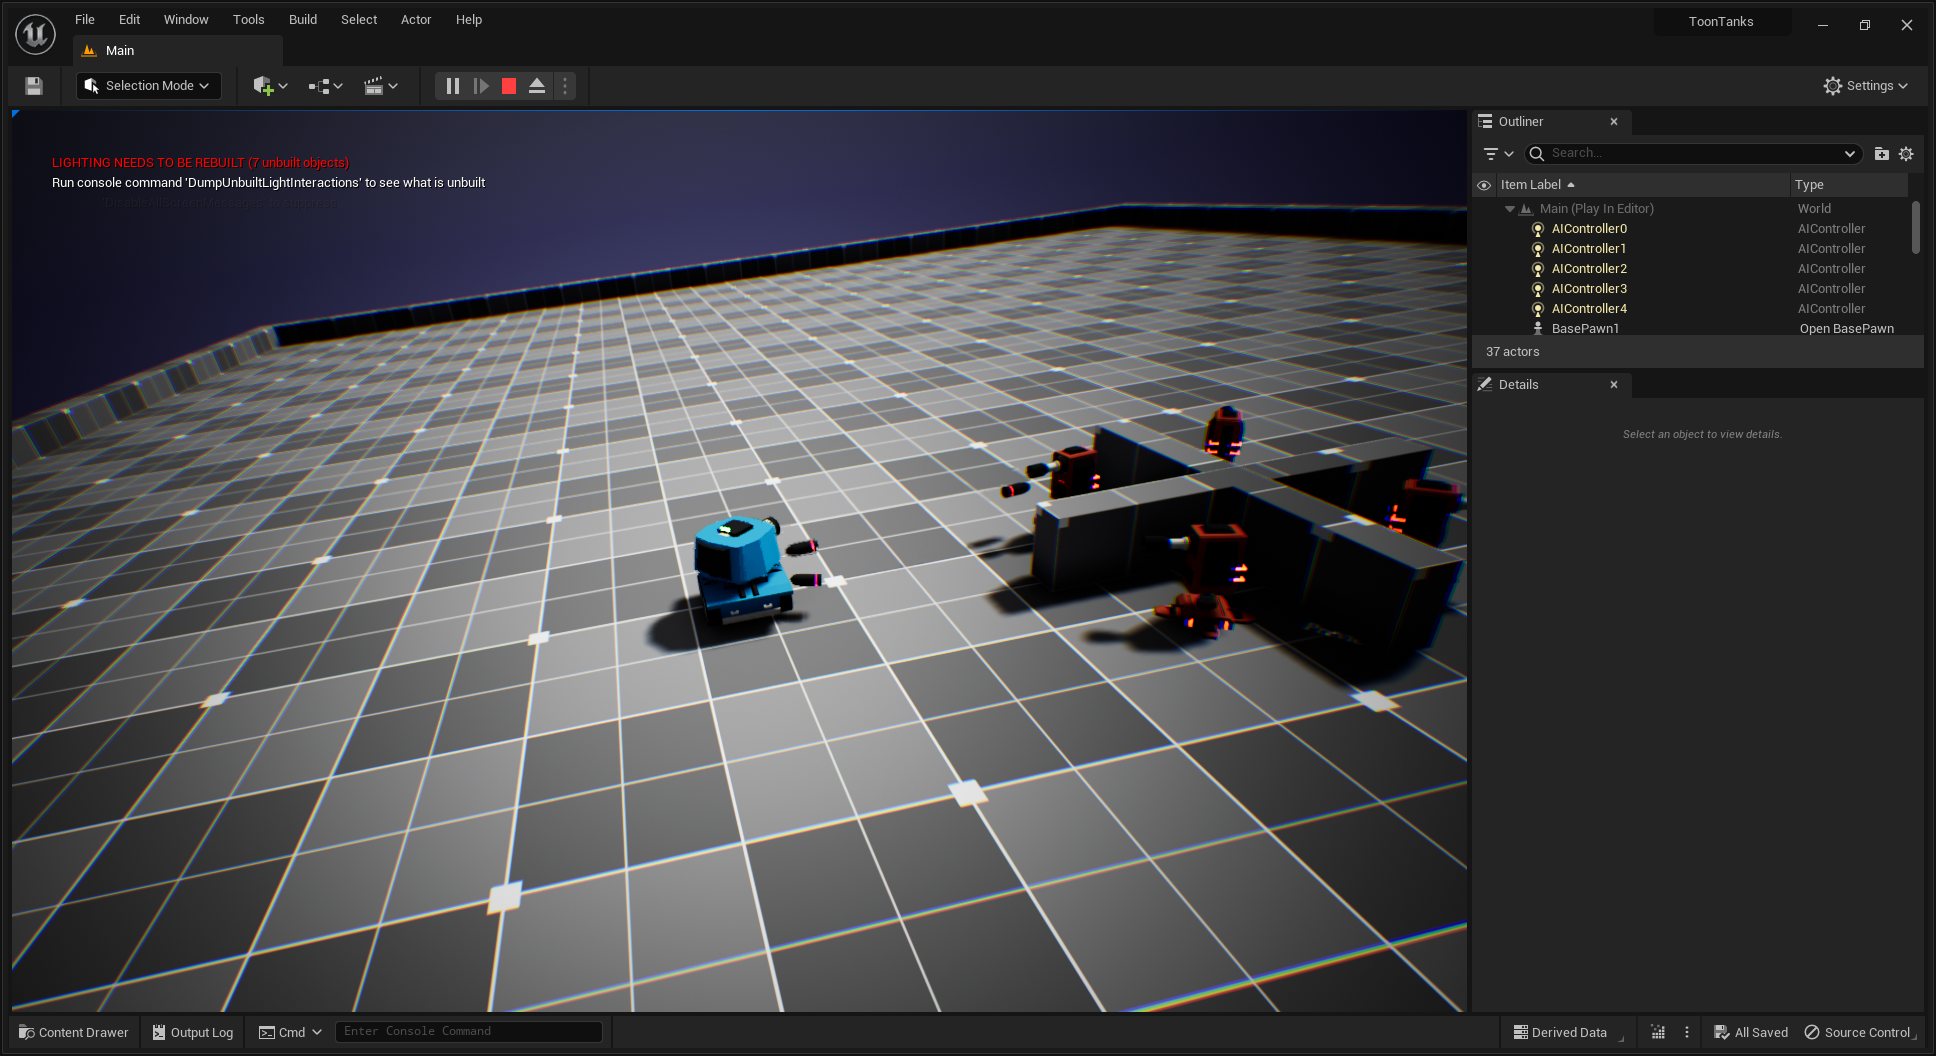 File Edit Window Tools Build Select Actor Help
ToonTanks
Main
Selection Mode
Settings
LIGHTING NEEDS TO BE REBUILT (7 unbuilt objects)
Run console command 'DumpUnbuiltLightInteractions' to see what is unbuilt
'DisableAllScreenMessages' to suppress
Outliner
Search...
Item Label Type
Main (Play In Editor) World
AIController0 AIController
AIController1 AIController
AIController2 AIController
AIController3 AIController
AIController4 AIController
BasePawn1 Open BasePawn
37 actors
Details
Select an object to view details.
Content Drawer Output Log Cmd Enter Console Command Derived Data All Saved Source Control